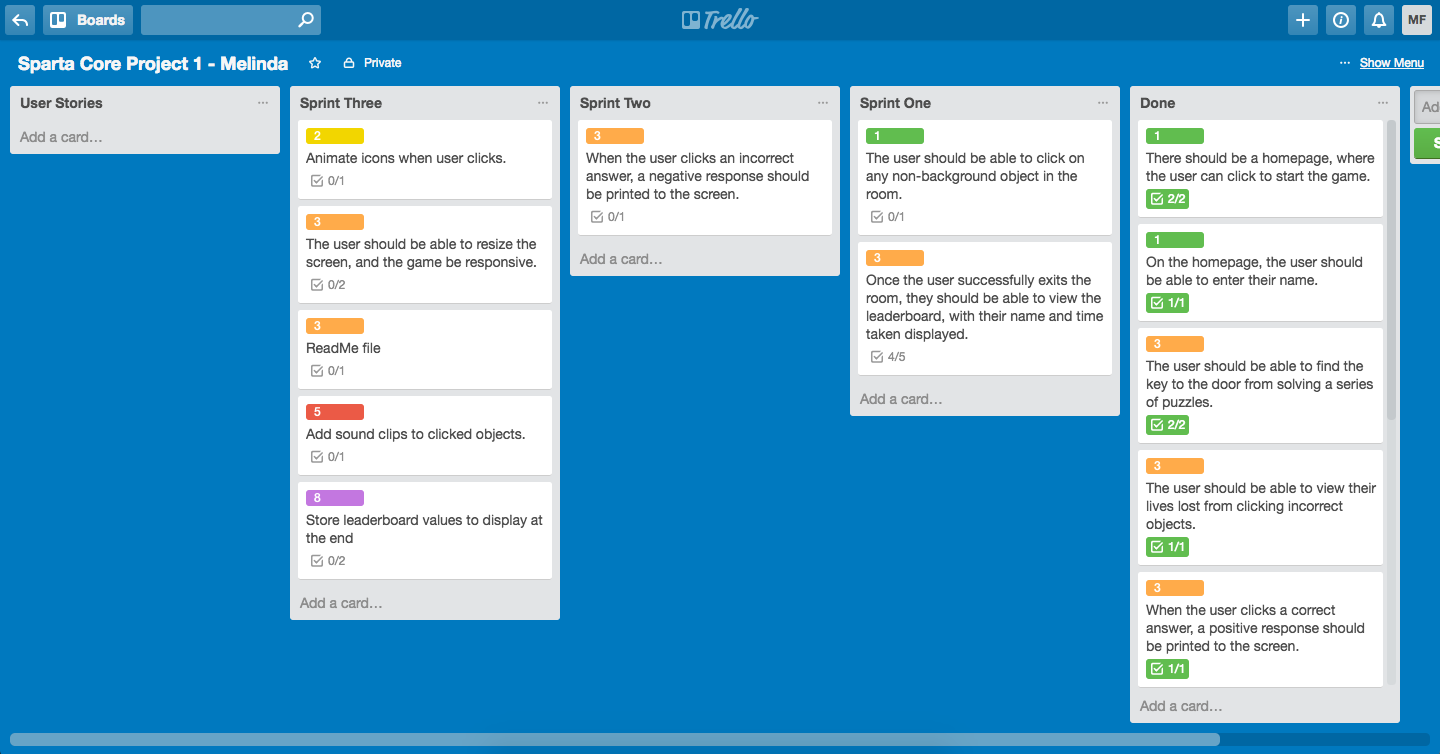 Boards
Trello
MF
Sparta Core Project 1 - Melinda
Private
... Show Menu
User Stories
Add a card…
Sprint Three
2
Animate icons when user clicks.
0/1
3
The user should be able to resize the
screen, and the game be responsive.
0/2
3
ReadMe file
0/1
5
Add sound clips to clicked objects.
0/1
8
Store leaderboard values to display at
the end
0/2
Add a card…
Sprint Two
3
When the user clicks an incorrect
answer, a negative response should
be printed to the screen.
0/1
Add a card…
Sprint One
1
The user should be able to click on
any non-background object in the
room.
0/1
3
Once the user successfully exits the
room, they should be able to view the
leaderboard, with their name and time
taken displayed.
4/5
Add a card…
Done
1
There should be a homepage, where
the user can click to start the game.
2/2
1
On the homepage, the user should
be able to enter their name.
1/1
3
The user should be able to find the
key to the door from solving a series
of puzzles.
2/2
3
The user should be able to view their
lives lost from clicking incorrect
objects.
1/1
3
When the user clicks a correct
answer, a positive response should
be printed to the screen.
1/1
Add a card…
Ad
S